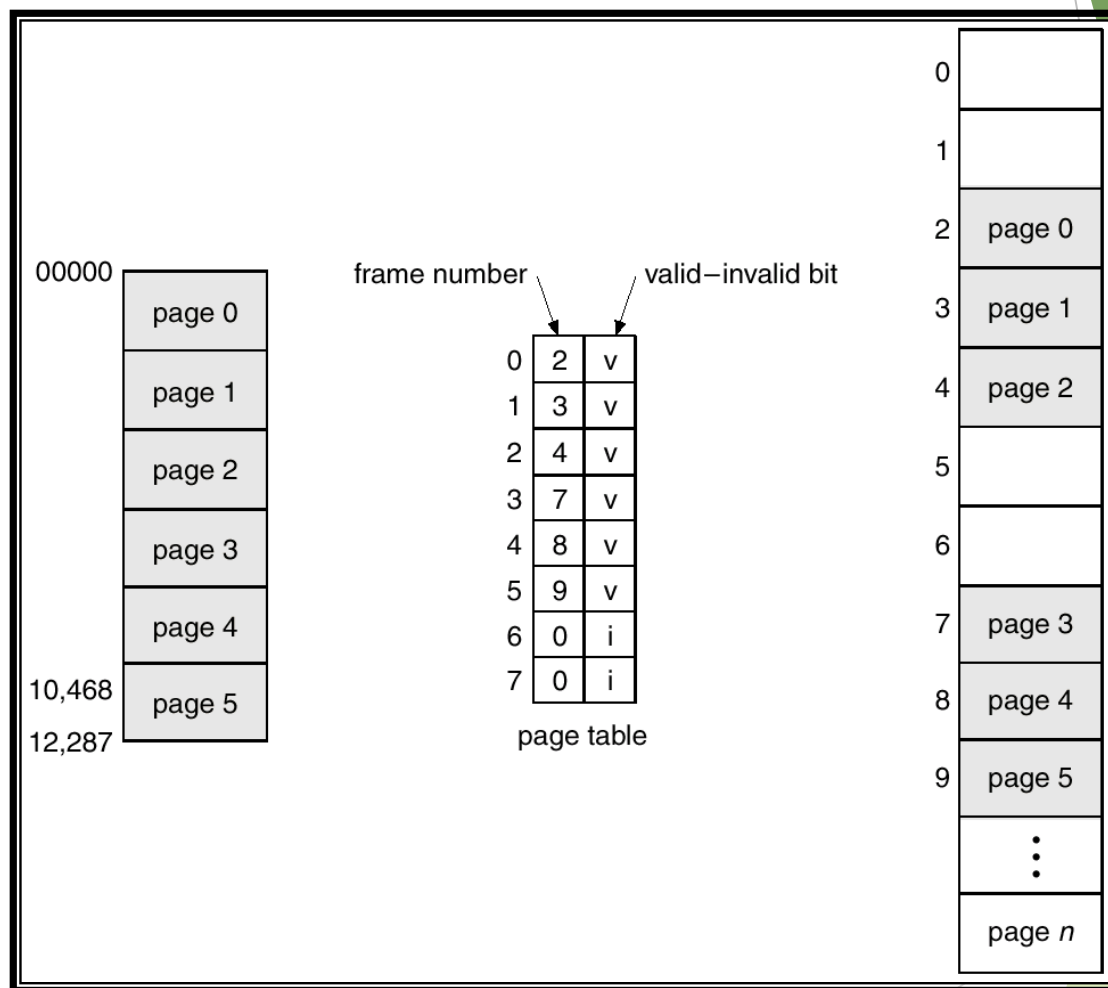 00000
page 0
page 1
page 2
page 3
page 4
10,468
page 5
12,287
frame number
valid–invalid bit
0 2 v
1 3 v
2 4 v
3 7 v
4 8 v
5 9 v
6 0 i
7 0 i
page table
0
1
2 page 0
3 page 1
4 page 2
5
6
7 page 3
8 page 4
9 page 5
⋮
page n